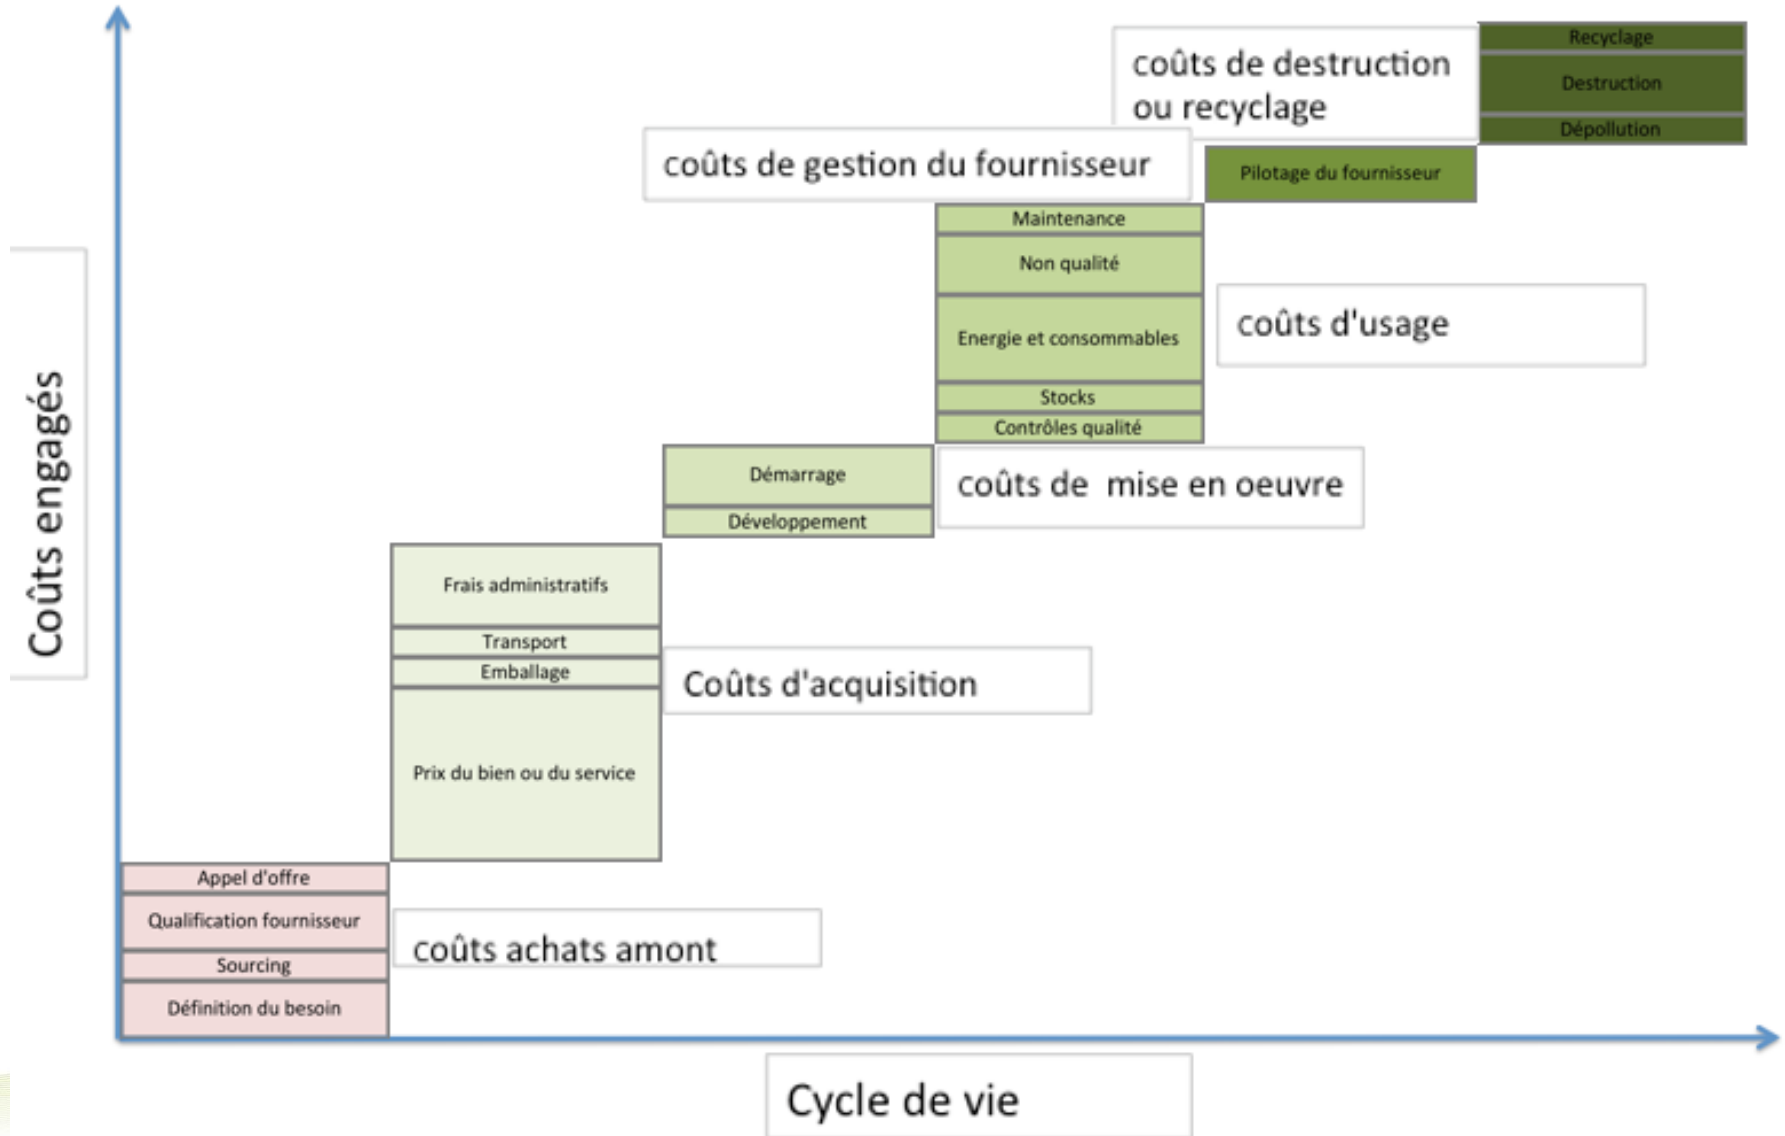 coûts de destruction
ou recyclage
Recyclage
Destruction
Dépollution
coûts de gestion du fournisseur
Pilotage du fournisseur
Maintenance
Non qualité
Energie et consommables
Stocks
Contrôles qualité
coûts d'usage
Démarrage
Développement
coûts de  mise en oeuvre
Coûts engagés
Frais administratifs
Transport
Emballage
Prix du bien ou du service
Coûts d'acquisition
Appel d'offre
Qualification fournisseur
Sourcing
Définition du besoin
coûts achats amont
Cycle de vie